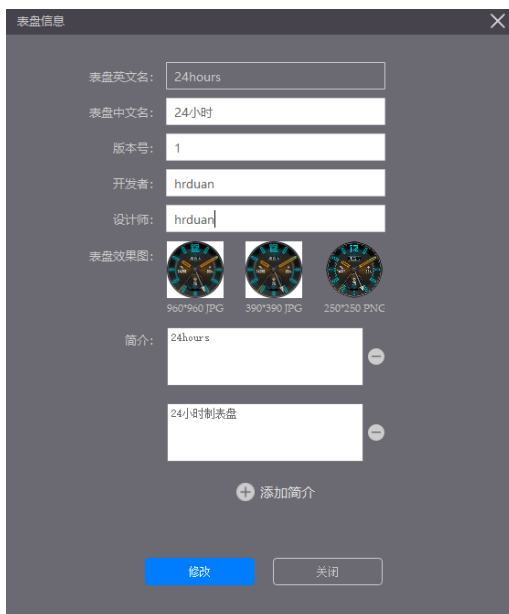 表盘信息
表盘英文名: 24hours
表盘中文名: 24小时
版本号: 1
开发者: hrduan
设计师: hrduan
表盘效果图:
960*960 JPG 390*390 JPG 250*250 PNG
简介: 24hours
24小时制表盘
添加简介
修改 关闭